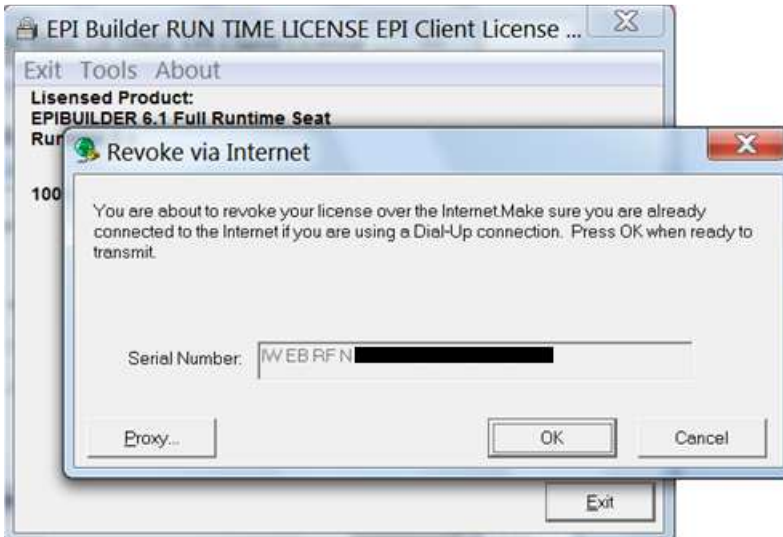 EPI Builder RUN TIME LICENSE EPI Client License ...
Exit Tools About
Lisensed Product:
EPIBUILDER 6.1 Full Runtime Seat
Revoke via Internet
100
You are about to revoke your license over the Internet.Make sure you are already
connected to the Internet if you are using a Dial-Up connection. Press OK when ready to
transmit.
Serial Number:
Proxy...
OK
Cancel
Exit